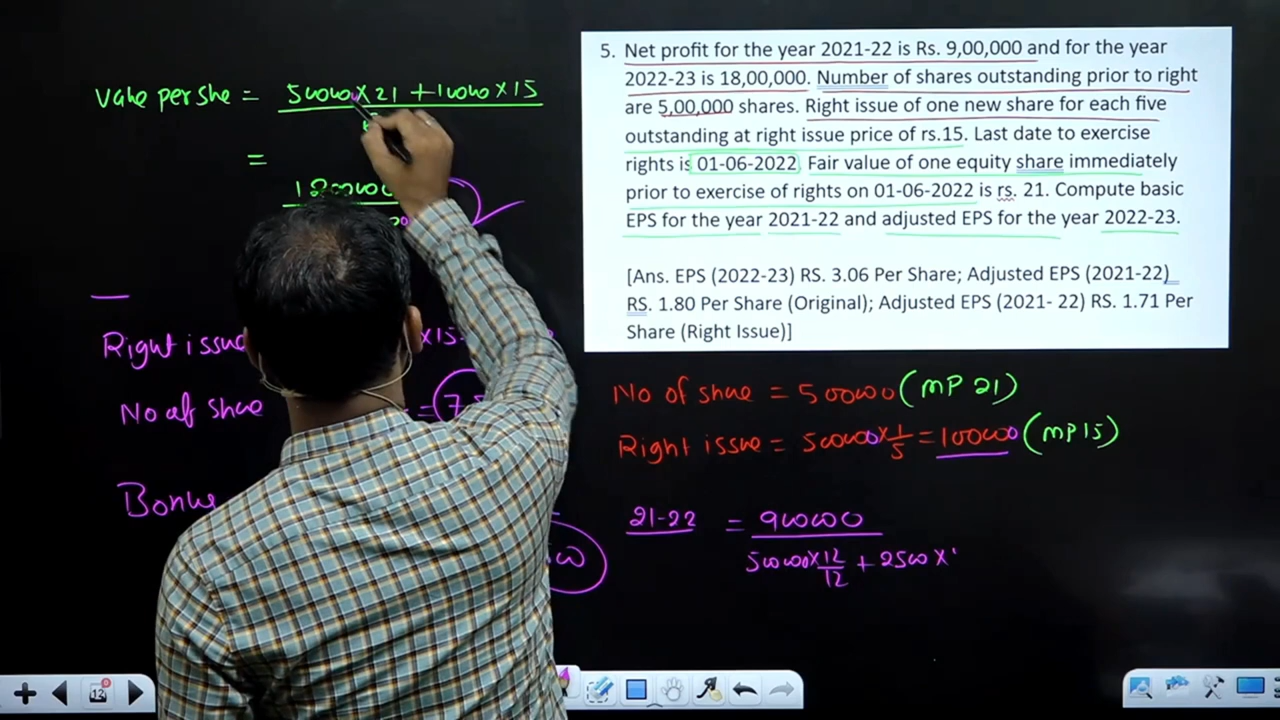 Value per she = 500000 × 21 + 100000 × 15
=
1200000
Right issue ×15
No of share =
Bonus
5. Net profit for the year 2021-22 is Rs. 9,00,000 and for the year
2022-23 is 18,00,000. Number of shares outstanding prior to right
are 5,00,000 shares. Right issue of one new share for each five
outstanding at right issue price of rs.15. Last date to exercise
rights is 01-06-2022. Fair value of one equity share immediately
prior to exercise of rights on 01-06-2022 is rs. 21. Compute basic
EPS for the year 2021-22 and adjusted EPS for the year 2022-23.
[Ans. EPS (2022-23) RS. 3.06 Per Share; Adjusted EPS (2021-22)
RS. 1.80 Per Share (Original); Adjusted EPS (2021- 22) RS. 1.71 Per
Share (Right Issue)]
No of share = 500000 (MP 21)
Right issue = 500000 × 1/5 = 100000 (MP 15)
21-22 = 900000
500000 × 12/12 + 2500 ×
12